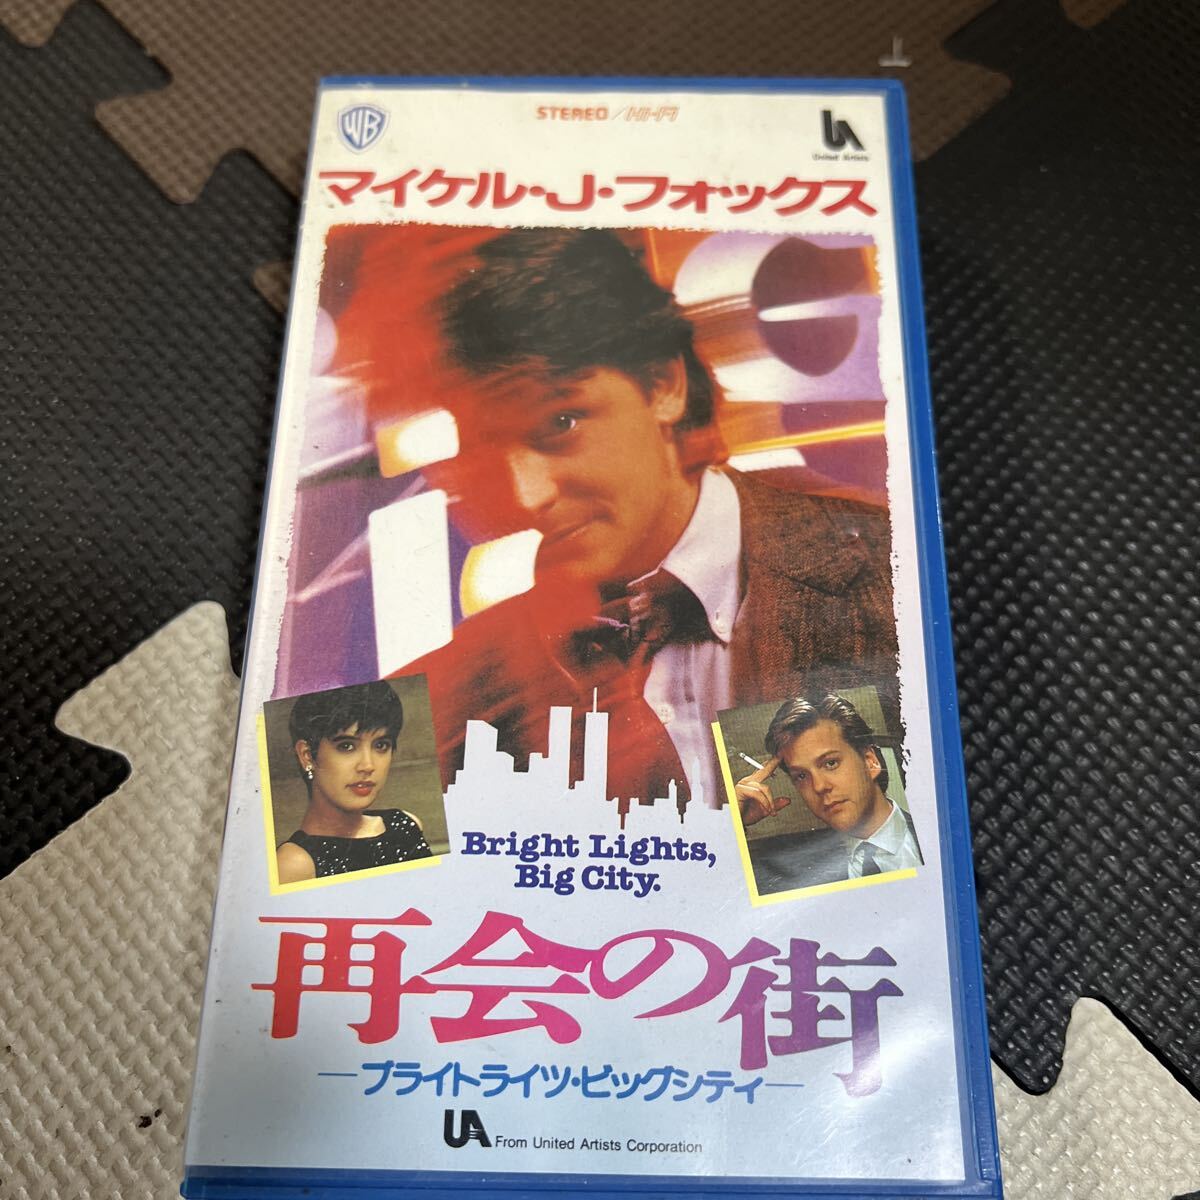 WB
STEREO/HI-FI
United Artists
マイケル・J・フォックス
Bright Lights,
Big City.
再会の街
―ブライトライツ・ビッグシティ―
UA From United Artists Corporation